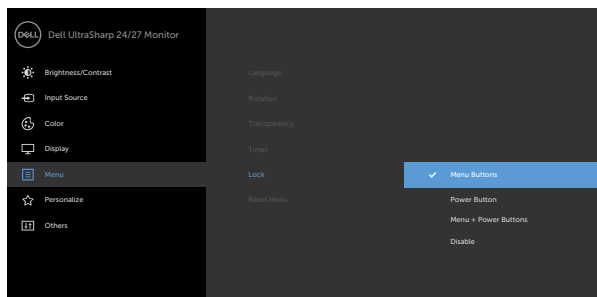 DELL
Dell UltraSharp 24/27 Monitor
Brightness/Contrast
Input Source
Color
Display
Menu
Personalize
Others
Language
Rotation
Transparency
Timer
Lock
Reset Menu
Menu Buttons
Power Button
Menu + Power Buttons
Disable